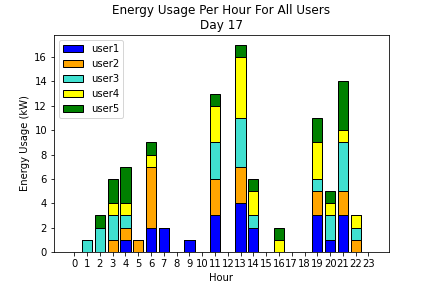 Energy Usage Per Hour For All Users
Day 17
user1
user2
user3
user4
user5
16
14
12
10
8
6
4
2
0
Energy Usage (kW)
0 1 2 3 4 5 6 7 8 9 10 11 12 13 14 15 16 17 18 19 20 21 22 23
Hour